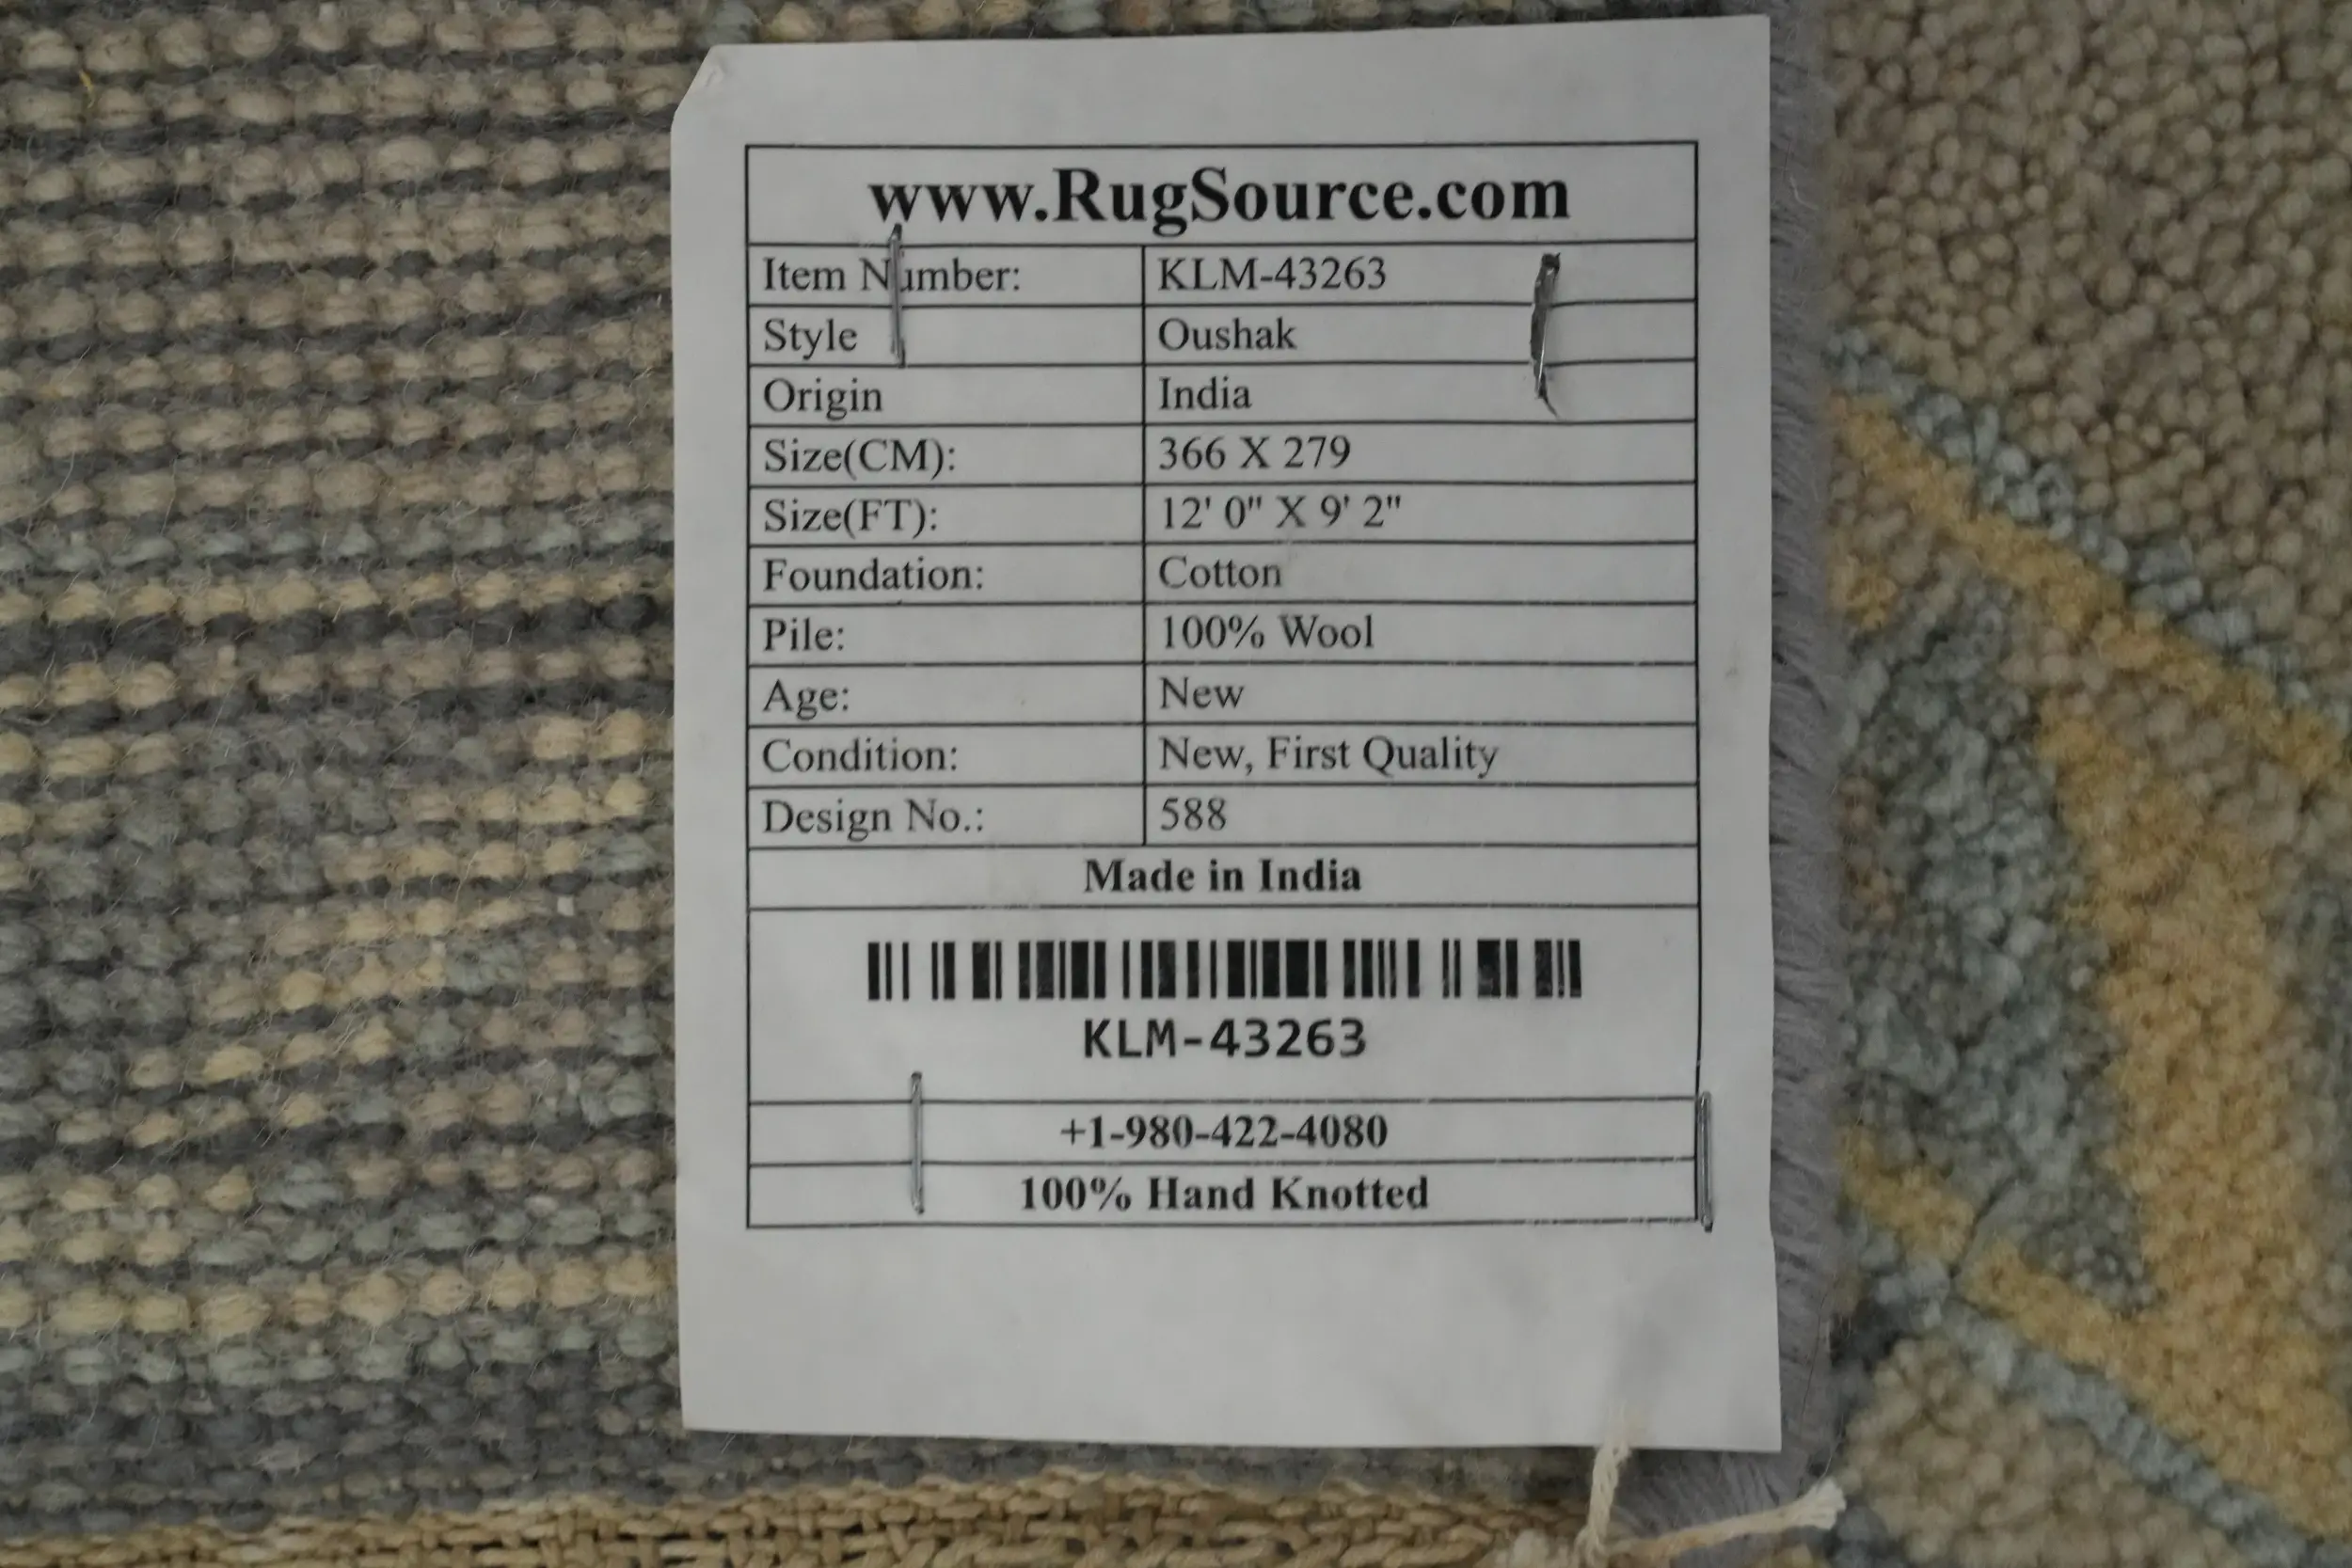 www.RugSource.com
Item Number: KLM-43263
Style Oushak
Origin India
Size(CM): 366 X 279
Size(FT): 12' 0" X 9' 2"
Foundation: Cotton
Pile: 100% Wool
Age: New
Condition: New, First Quality
Design No.: 588
Made in India
KLM-43263
+1-980-422-4080
100% Hand Knotted